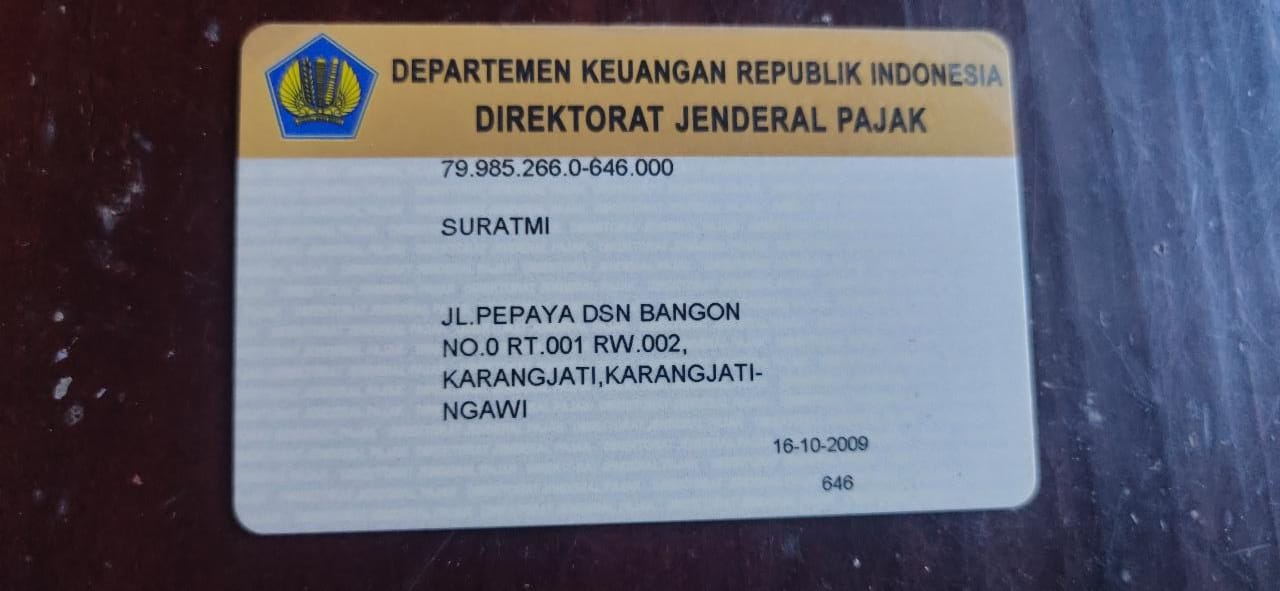 DEPARTEMEN KEUANGAN REPUBLIK INDONESIA
DIREKTORAT JENDERAL PAJAK
79.985.266.0-646.000
SURATMI
JL.PEPAYA DSN BANGON
NO.0 RT.001 RW.002,
KARANGJATI,KARANGJATI-
NGAWI
16-10-2009
646